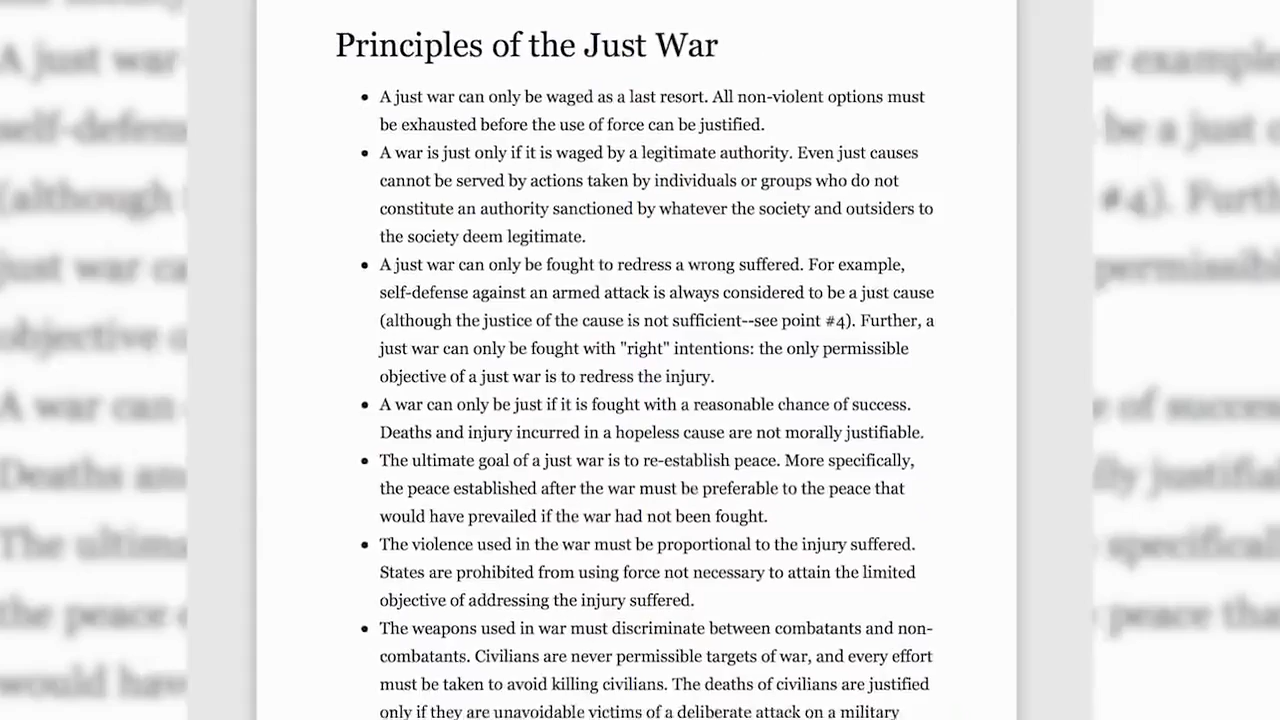 Principles of the Just War
A just war can only be waged as a last resort. All non-violent options must
be exhausted before the use of force can be justified.
A war is just only if it is waged by a legitimate authority. Even just causes
cannot be served by actions taken by individuals or groups who do not
constitute an authority sanctioned by whatever the society and outsiders to
the society deem legitimate.
A just war can only be fought to redress a wrong suffered. For example,
self-defense against an armed attack is always considered to be a just cause
(although the justice of the cause is not sufficient--see point #4). Further, a
just war can only be fought with "right" intentions: the only permissible
objective of a just war is to redress the injury.
A war can only be just if it is fought with a reasonable chance of success.
Deaths and injury incurred in a hopeless cause are not morally justifiable.
The ultimate goal of a just war is to re-establish peace. More specifically,
the peace established after the war must be preferable to the peace that
would have prevailed if the war had not been fought.
The violence used in the war must be proportional to the injury suffered.
States are prohibited from using force not necessary to attain the limited
objective of addressing the injury suffered.
The weapons used in war must discriminate between combatants and non-
combatants. Civilians are never permissible targets of war, and every effort
must be taken to avoid killing civilians. The deaths of civilians are justified
only if they are unavoidable victims of a deliberate attack on a military